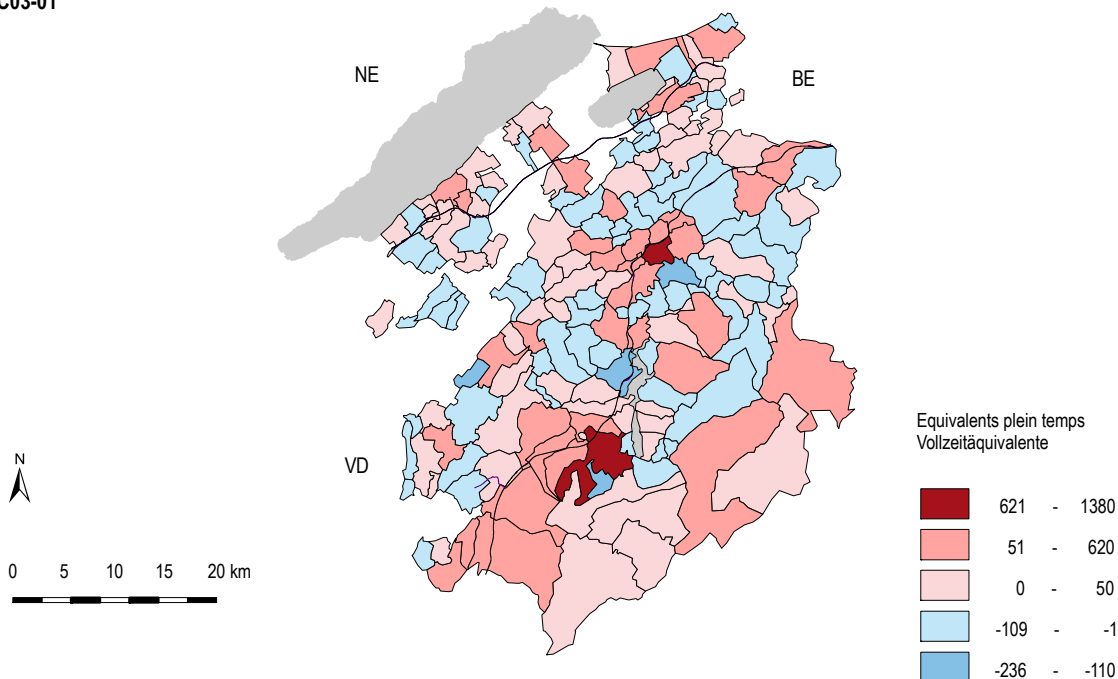 C03-01
NE
BE
VD
N
0 5 10 15 20 km
Equivalents plein temps
Vollzeitäquivalente
621 - 1380
51 - 620
0 - 50
-109 - -1
-236 - -110